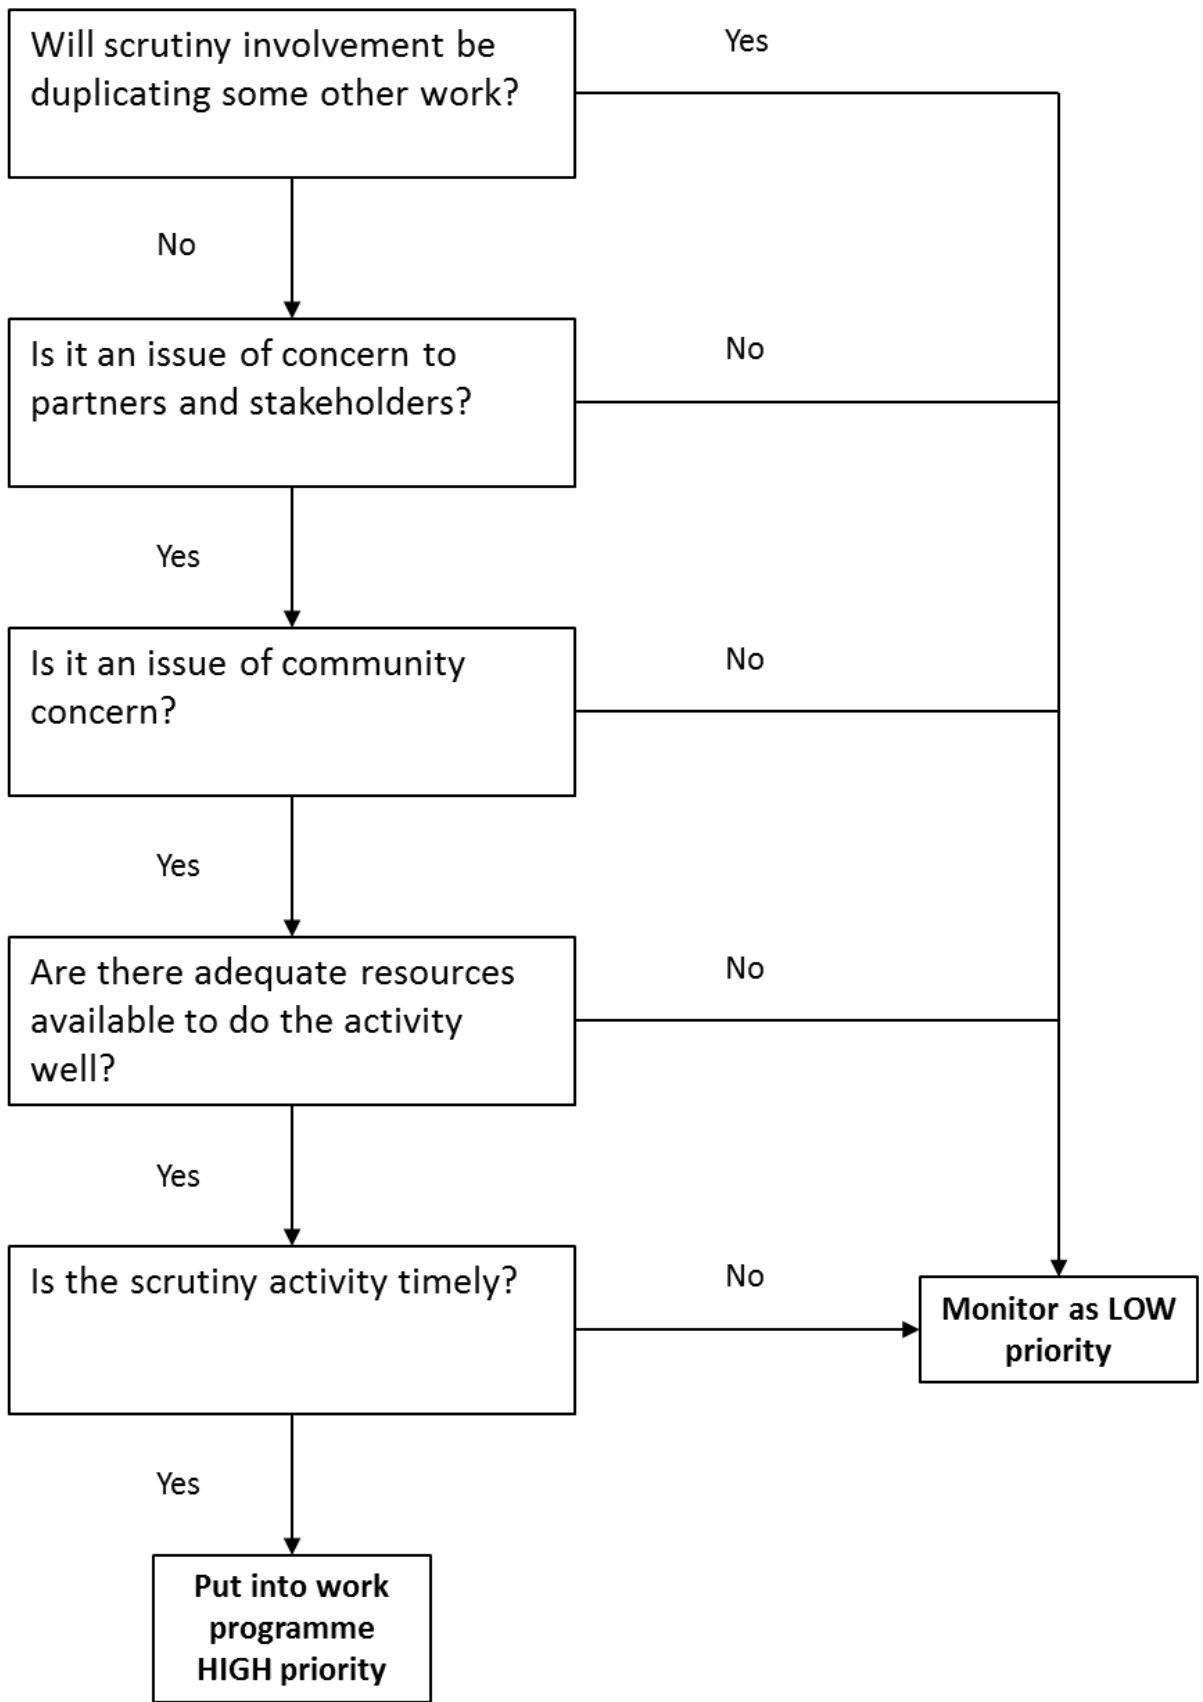 Will scrutiny involvement be
duplicating some other work?
Yes
No
Is it an issue of concern to
partners and stakeholders?
No
Yes
Is it an issue of community
concern?
No
Yes
Are there adequate resources
available to do the activity
well?
No
Yes
Is the scrutiny activity timely?
No
Monitor as LOW
priority
Yes
Put into work
programme
HIGH priority